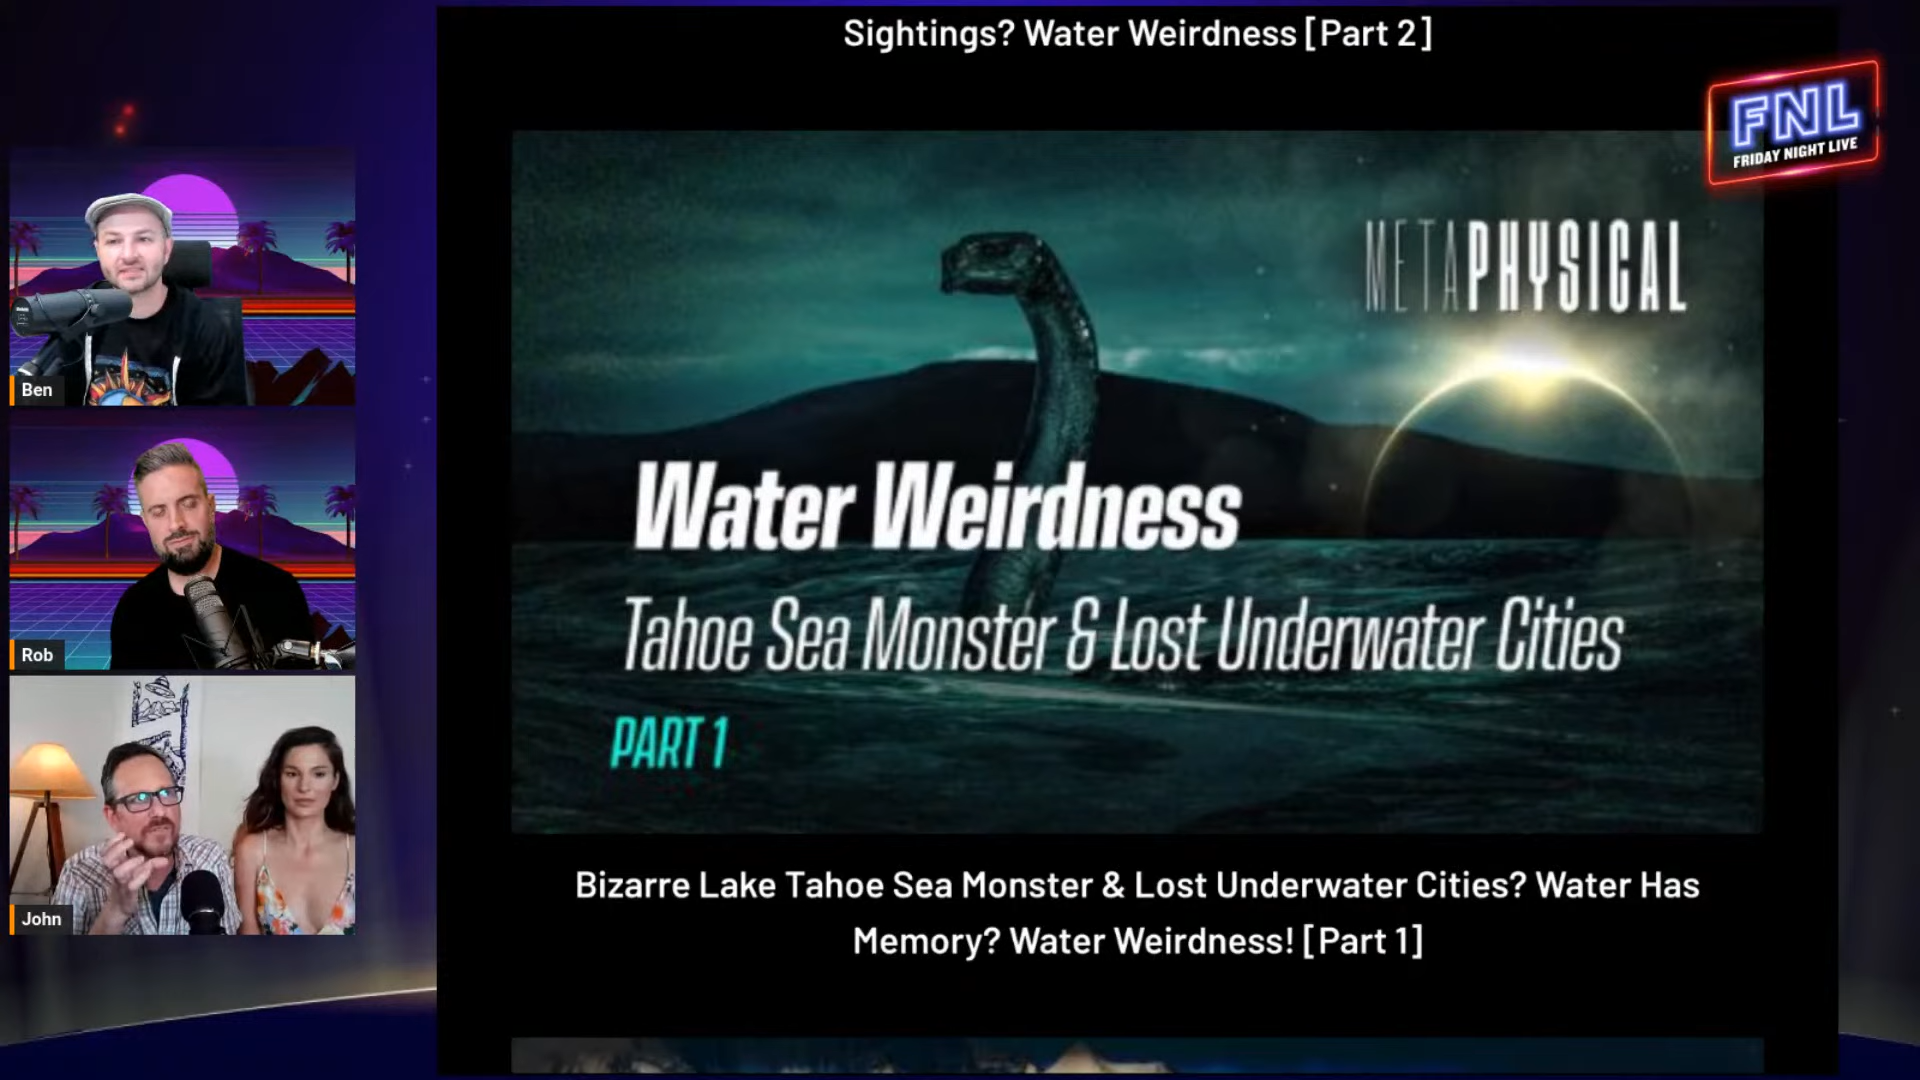 Sightings? Water Weirdness [Part 2]
FNL
FRIDAY NIGHT LIVE
METAPHYSICAL
Water Weirdness
Tahoe Sea Monster & Lost Underwater Cities
PART 1
Bizarre Lake Tahoe Sea Monster & Lost Underwater Cities? Water Has
Memory? Water Weirdness! [Part 1]
Ben
Rob
John